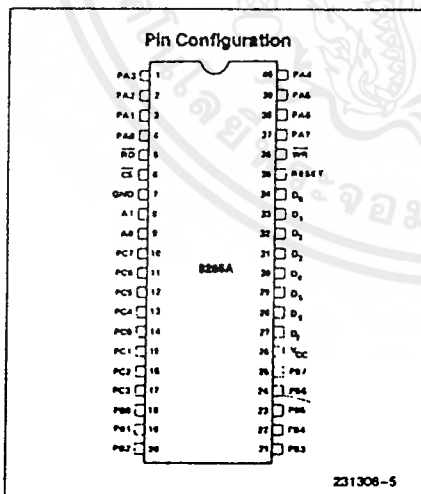 Pin Configuration
PA3 1 40 PA4
PA2 2 39 PA5
PA1 3 38 PA6
PA0 4 37 PA7
RD 5 36 WR
CS 6 35 RESET
GND 7 34 D0
A1 8 33 D1
A0 9 32 D2
PC7 10 31 D3
PC6 11 30 D4
PC5 12 8255A 29 D5
PC4 13 28 D6
PC0 14 27 D7
PC1 15 26 VCC
PC2 16 25 PB7
PC3 17 24 PB6
PB0 18 23 PB5
PB1 19 22 PB4
PB2 20 21 PB3
231308-5